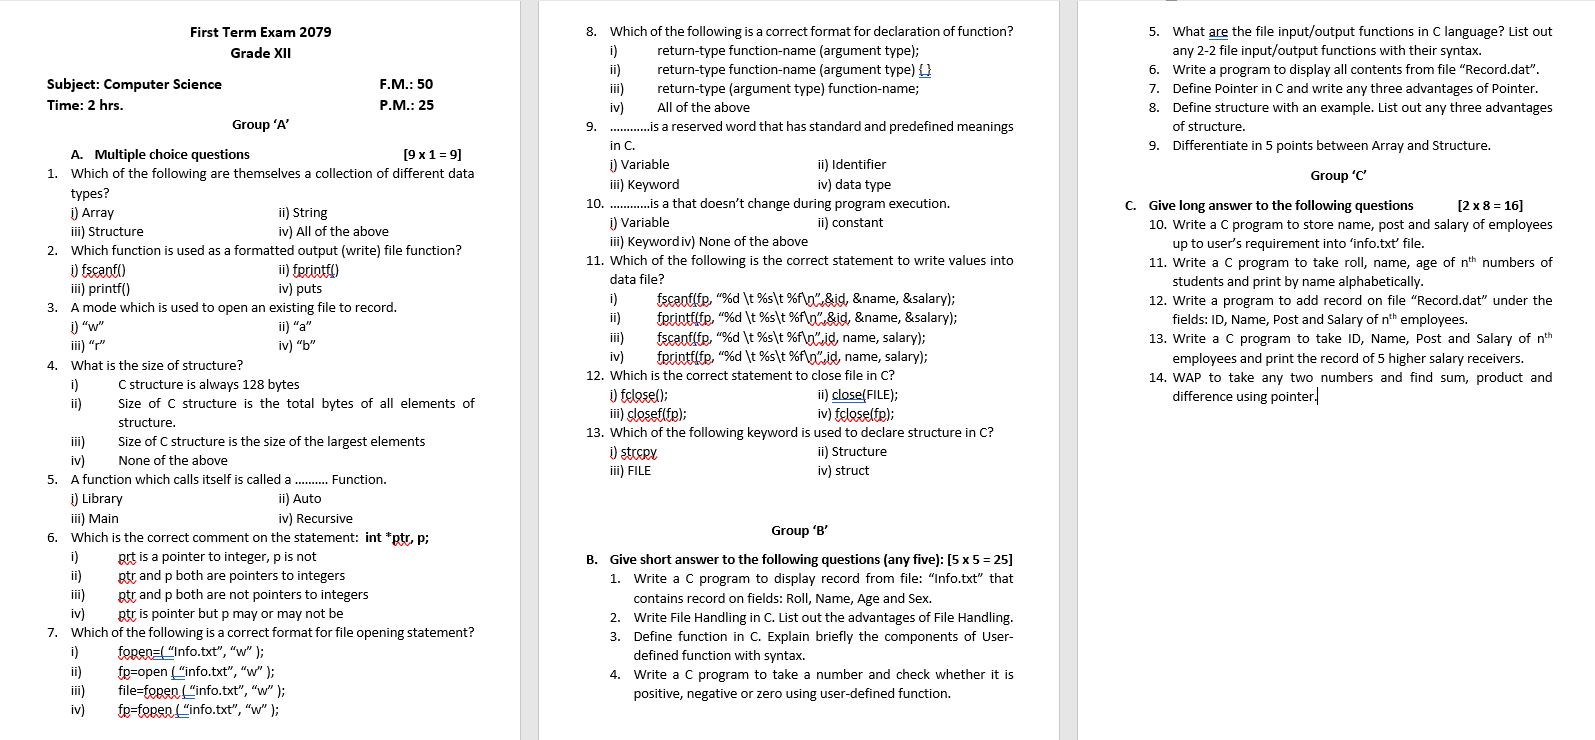 First Term Exam 2079
Grade XII
Subject: Computer Science F.M.: 50
Time: 2 hrs. P.M.: 25
Group ‘A’
A. Multiple choice questions [9 x 1 = 9]
1. Which of the following are themselves a collection of different data
types?
i) Array ii) String
iii) Structure iv) All of the above
2. Which function is used as a formatted output (write) file function?
i) fscanf() ii) fprintf()
iii) printf() iv) puts
3. A mode which is used to open an existing file to record.
i) “w” ii) “a”
iii) “r” iv) “b”
4. What is the size of structure?
i) C structure is always 128 bytes
ii) Size of C structure is the total bytes of all elements of
structure.
iii) Size of C structure is the size of the largest elements
iv) None of the above
5. A function which calls itself is called a .......... Function.
i) Library ii) Auto
iii) Main iv) Recursive
6. Which is the correct comment on the statement: int *ptr, p;
i) prt is a pointer to integer, p is not
ii) ptr and p both are pointers to integers
iii) ptr and p both are not pointers to integers
iv) ptr is pointer but p may or may not be
7. Which of the following is a correct format for file opening statement?
i) fopen=( “Info.txt”, “w” );
ii) fp=open ( “info.txt”, “w” );
iii) file=fopen ( “info.txt”, “w” );
iv) fp=fopen ( “info.txt”, “w” );
8. Which of the following is a correct format for declaration of function?
i) return-type function-name (argument type);
ii) return-type function-name (argument type) {}
iii) return-type (argument type) function-name;
iv) All of the above
9. ............is a reserved word that has standard and predefined meanings
in C.
i) Variable ii) Identifier
iii) Keyword iv) data type
10. ............is a that doesn’t change during program execution.
i) Variable ii) constant
iii) Keywordiv) None of the above
11. Which of the following is the correct statement to write values into
data file?
i) fscanf(fp, “%d \t %s\t %f\n”,&id, &name, &salary);
ii) fprintf(fp, “%d \t %s\t %f\n”,&id, &name, &salary);
iii) fscanf(fp, “%d \t %s\t %f\n”,id, name, salary);
iv) fprintf(fp, “%d \t %s\t %f\n”,id, name, salary);
12. Which is the correct statement to close file in C?
i) fclose(); ii) close(FILE);
iii) closef(fp); iv) fclose(fp);
13. Which of the following keyword is used to declare structure in C?
i) strcpy ii) Structure
iii) FILE iv) struct
Group ‘B’
B. Give short answer to the following questions (any five): [5 x 5 = 25]
1. Write a C program to display record from file: “Info.txt” that
contains record on fields: Roll, Name, Age and Sex.
2. Write File Handling in C. List out the advantages of File Handling.
3. Define function in C. Explain briefly the components of User-
defined function with syntax.
4. Write a C program to take a number and check whether it is
positive, negative or zero using user-defined function.
5. What are the file input/output functions in C language? List out
any 2-2 file input/output functions with their syntax.
6. Write a program to display all contents from file “Record.dat”.
7. Define Pointer in C and write any three advantages of Pointer.
8. Define structure with an example. List out any three advantages
of structure.
9. Differentiate in 5 points between Array and Structure.
Group ‘C’
C. Give long answer to the following questions [2 x 8 = 16]
10. Write a C program to store name, post and salary of employees
up to user’s requirement into ‘info.txt’ file.
11. Write a C program to take roll, name, age of nth numbers of
students and print by name alphabetically.
12. Write a program to add record on file “Record.dat” under the
fields: ID, Name, Post and Salary of nth employees.
13. Write a C program to take ID, Name, Post and Salary of nth
employees and print the record of 5 higher salary receivers.
14. WAP to take any two numbers and find sum, product and
difference using pointer.